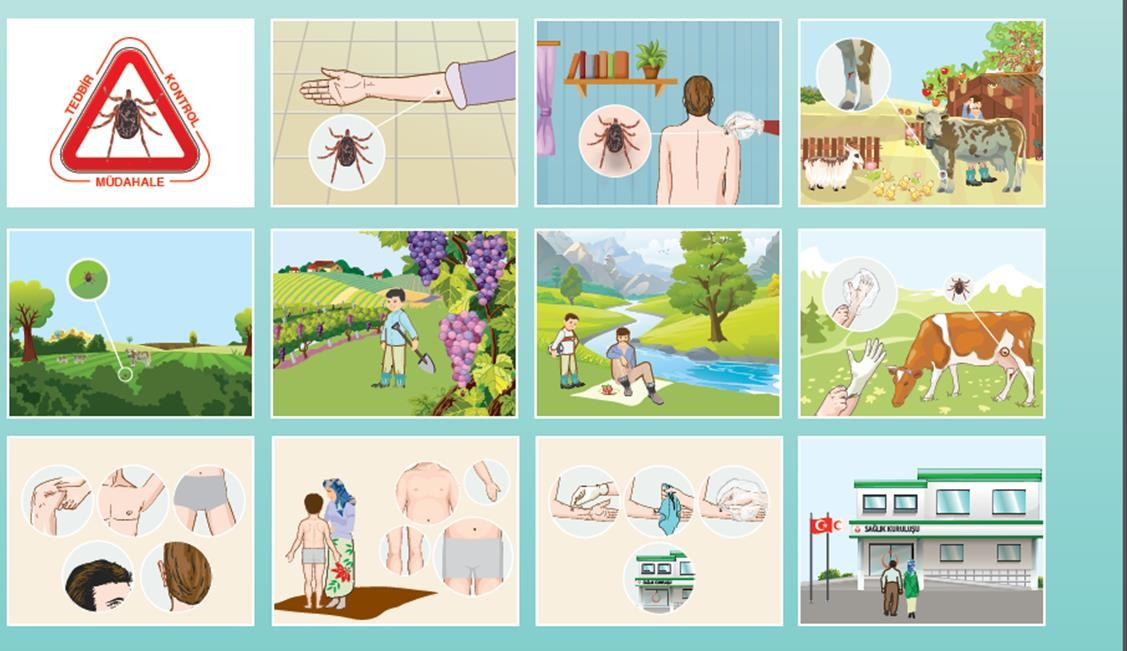 TEDBİR
KONTROL
MÜDAHALE
SAĞLIK KURULUŞU